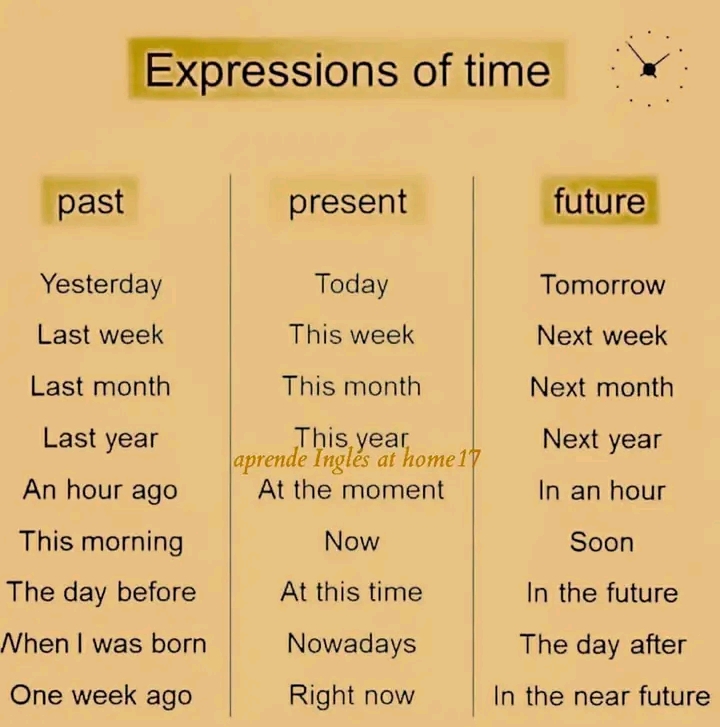 Expressions of time
past present future
Yesterday Today Tomorrow
Last week This week Next week
Last month This month Next month
Last year This year Next year
aprende Inglés at home17
An hour ago At the moment In an hour
This morning Now Soon
The day before At this time In the future
When I was born Nowadays The day after
One week ago Right now In the near future